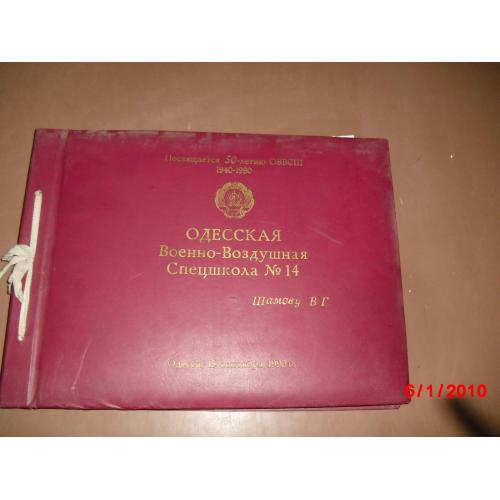 Посвящается 50-летию ОВВСШ
1940-1990
ОДЕССКАЯ
Военно-Воздушная
Спецшкола № 14
Шамову В Г
Одесса, 15 сентября 1990 г.
6/1/2010